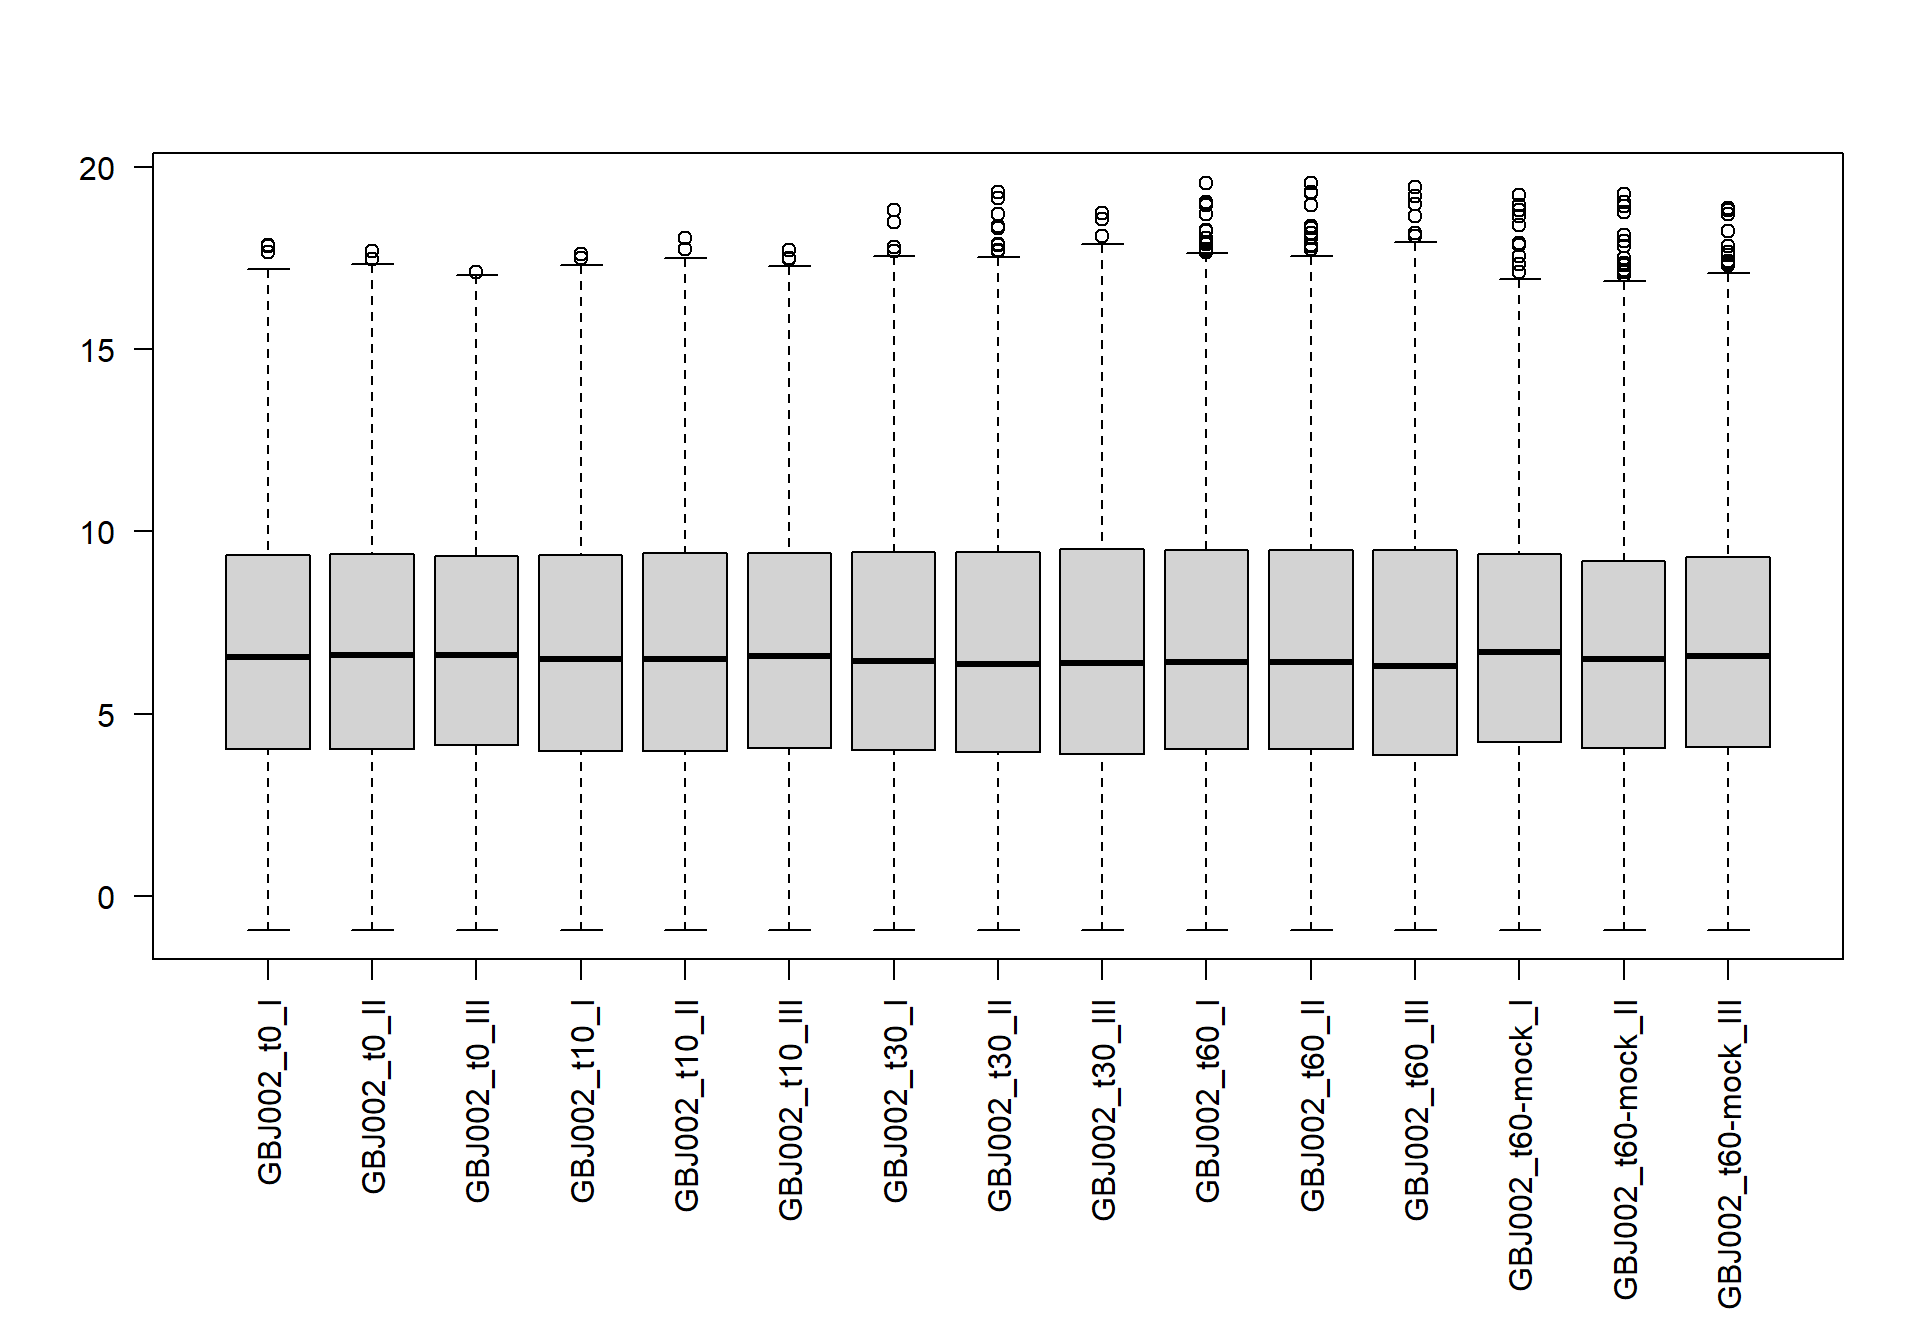 20
15
10
5
0
GBJ002_t0_I
GBJ002_t0_II
GBJ002_t0_III
GBJ002_t10_I
GBJ002_t10_II
GBJ002_t10_III
GBJ002_t30_I
GBJ002_t30_II
GBJ002_t30_III
GBJ002_t60_I
GBJ002_t60_II
GBJ002_t60_III
GBJ002_t60-mock_I
GBJ002_t60-mock_II
GBJ002_t60-mock_III